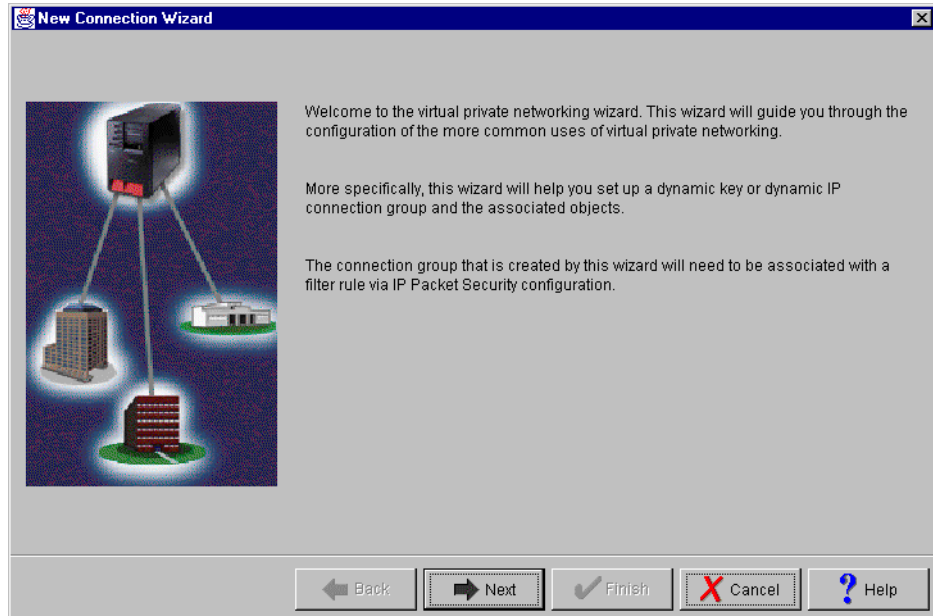 New Connection Wizard
Welcome to the virtual private networking wizard. This wizard will guide you through the
configuration of the more common uses of virtual private networking.
More specifically, this wizard will help you set up a dynamic key or dynamic IP
connection group and the associated objects.
The connection group that is created by this wizard will need to be associated with a
filter rule via IP Packet Security configuration.
Back
Next
Finish
Cancel
Help